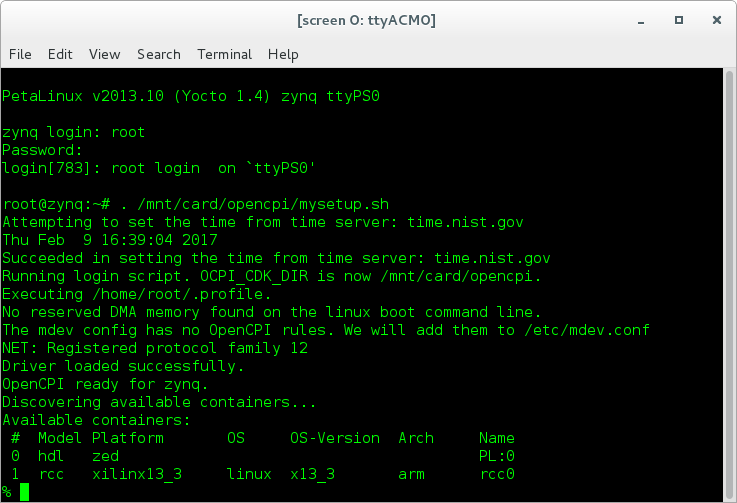 [screen 0: ttyACM0]
File Edit View Search Terminal Help
PetaLinux v2013.10 (Yocto 1.4) zynq ttyPS0
zynq login: root
Password:
login[783]: root login  on `ttyPS0'
root@zynq:~# . /mnt/card/opencpi/mysetup.sh
Attempting to set the time from time server: time.nist.gov
Thu Feb  9 16:39:04 2017
Succeeded in setting the time from time server: time.nist.gov
Running login script. OCPI_CDK_DIR is now /mnt/card/opencpi.
Executing /home/root/.profile.
No reserved DMA memory found on the linux boot command line.
The mdev config has no OpenCPI rules. We will add them to /etc/mdev.conf
NET: Registered protocol family 12
Driver loaded successfully.
OpenCPI ready for zynq.
Discovering available containers...
Available containers:
 #  Model Platform       OS     OS-Version  Arch     Name
 0  hdl   zed                                        PL:0
 1  rcc   xilinx13_3     linux  x13_3       arm      rcc0
%